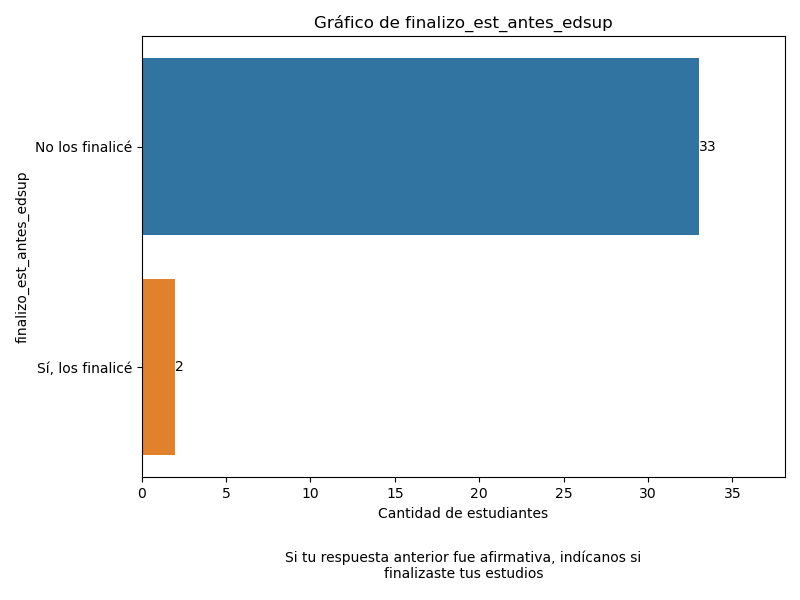 Gráfico de finalizo_est_antes_edsup
finalizo_est_antes_edsup
No los finalicé
33
Sí, los finalicé
2
0 5 10 15 20 25 30 35
Cantidad de estudiantes
Si tu respuesta anterior fue afirmativa, indícanos si
finalizaste tus estudios